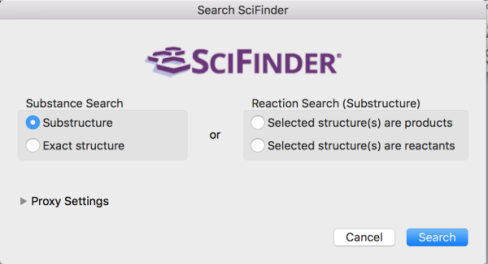 Search SciFinder
SCIFINDER®
Substance Search
Substructure
Exact structure
or
Reaction Search (Substructure)
Selected structure(s) are products
Selected structure(s) are reactants
Proxy Settings
Cancel
Search